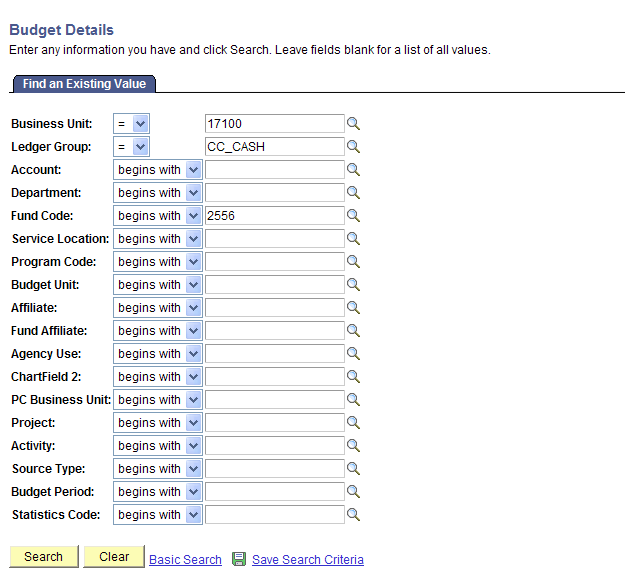 Budget Details
Enter any information you have and click Search. Leave fields blank for a list of all values.
Find an Existing Value
Business Unit: = 17100
Ledger Group: = CC_CASH
Account: begins with
Department: begins with
Fund Code: begins with 2556
Service Location: begins with
Program Code: begins with
Budget Unit: begins with
Affiliate: begins with
Fund Affiliate: begins with
Agency Use: begins with
ChartField 2: begins with
PC Business Unit: begins with
Project: begins with
Activity: begins with
Source Type: begins with
Budget Period: begins with
Statistics Code: begins with
Search Clear Basic Search Save Search Criteria